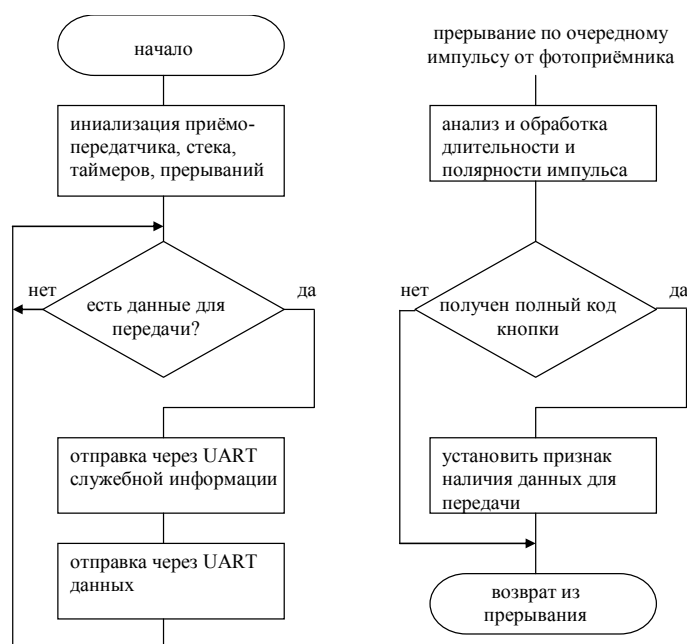 начало
иниализация приёмо-
передатчика, стека,
таймеров, прерываний
нет
да
есть данные для
передачи?
отправка через UART
служебной информации
отправка через UART
данных
прерывание по очередному
импульсу от фотоприёмника
анализ и обработка
длительности и
полярности импульса
нет
да
получен полный код
кнопки
установить признак
наличия данных для
передачи
возврат из
прерывания